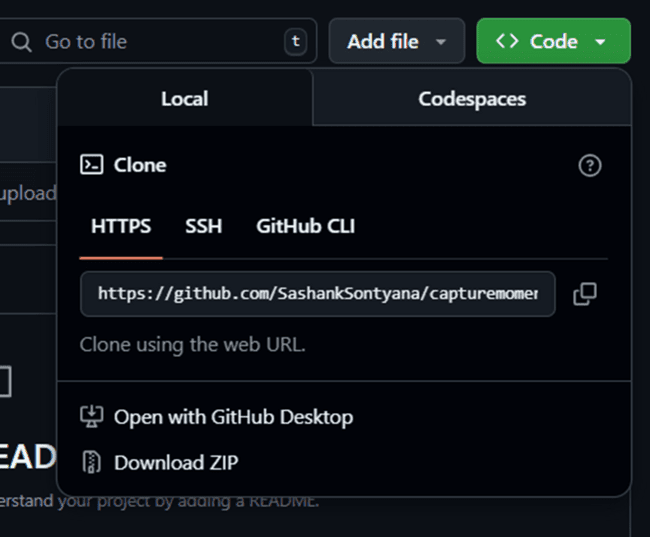 Go to file t Add file Code
Local Codespaces
Clone
HTTPS SSH GitHub CLI
https://github.com/SashankSontyana/capturemomen
Clone using the web URL.
Open with GitHub Desktop
Download ZIP
upload
EAD
erstand your project by adding a README.